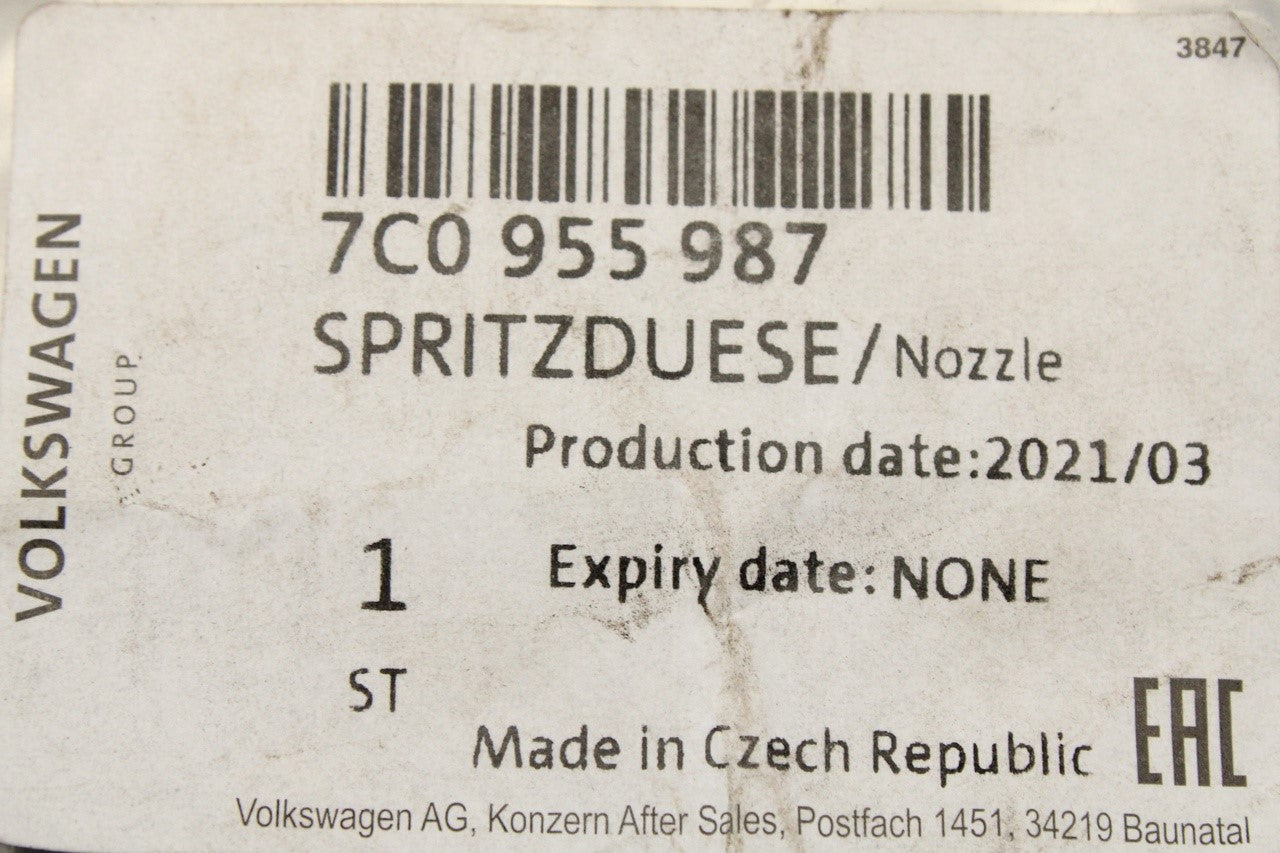 3847
VOLKSWAGEN
GROUP
7C0 955 987
SPRITZDUESE/Nozzle
Production date:2021/03
1
Expiry date: NONE
ST
Made in Czech Republic
EAC
Volkswagen AG, Konzern After Sales, Postfach 1451, 34219 Baunatal